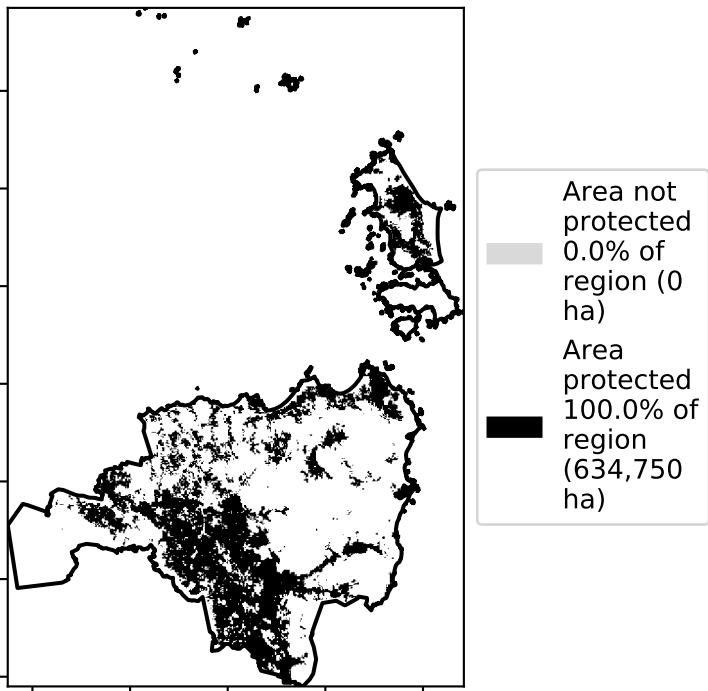 Area not
protected
0.0% of
region (0
ha)
Area
protected
100.0% of
region
(634,750
ha)